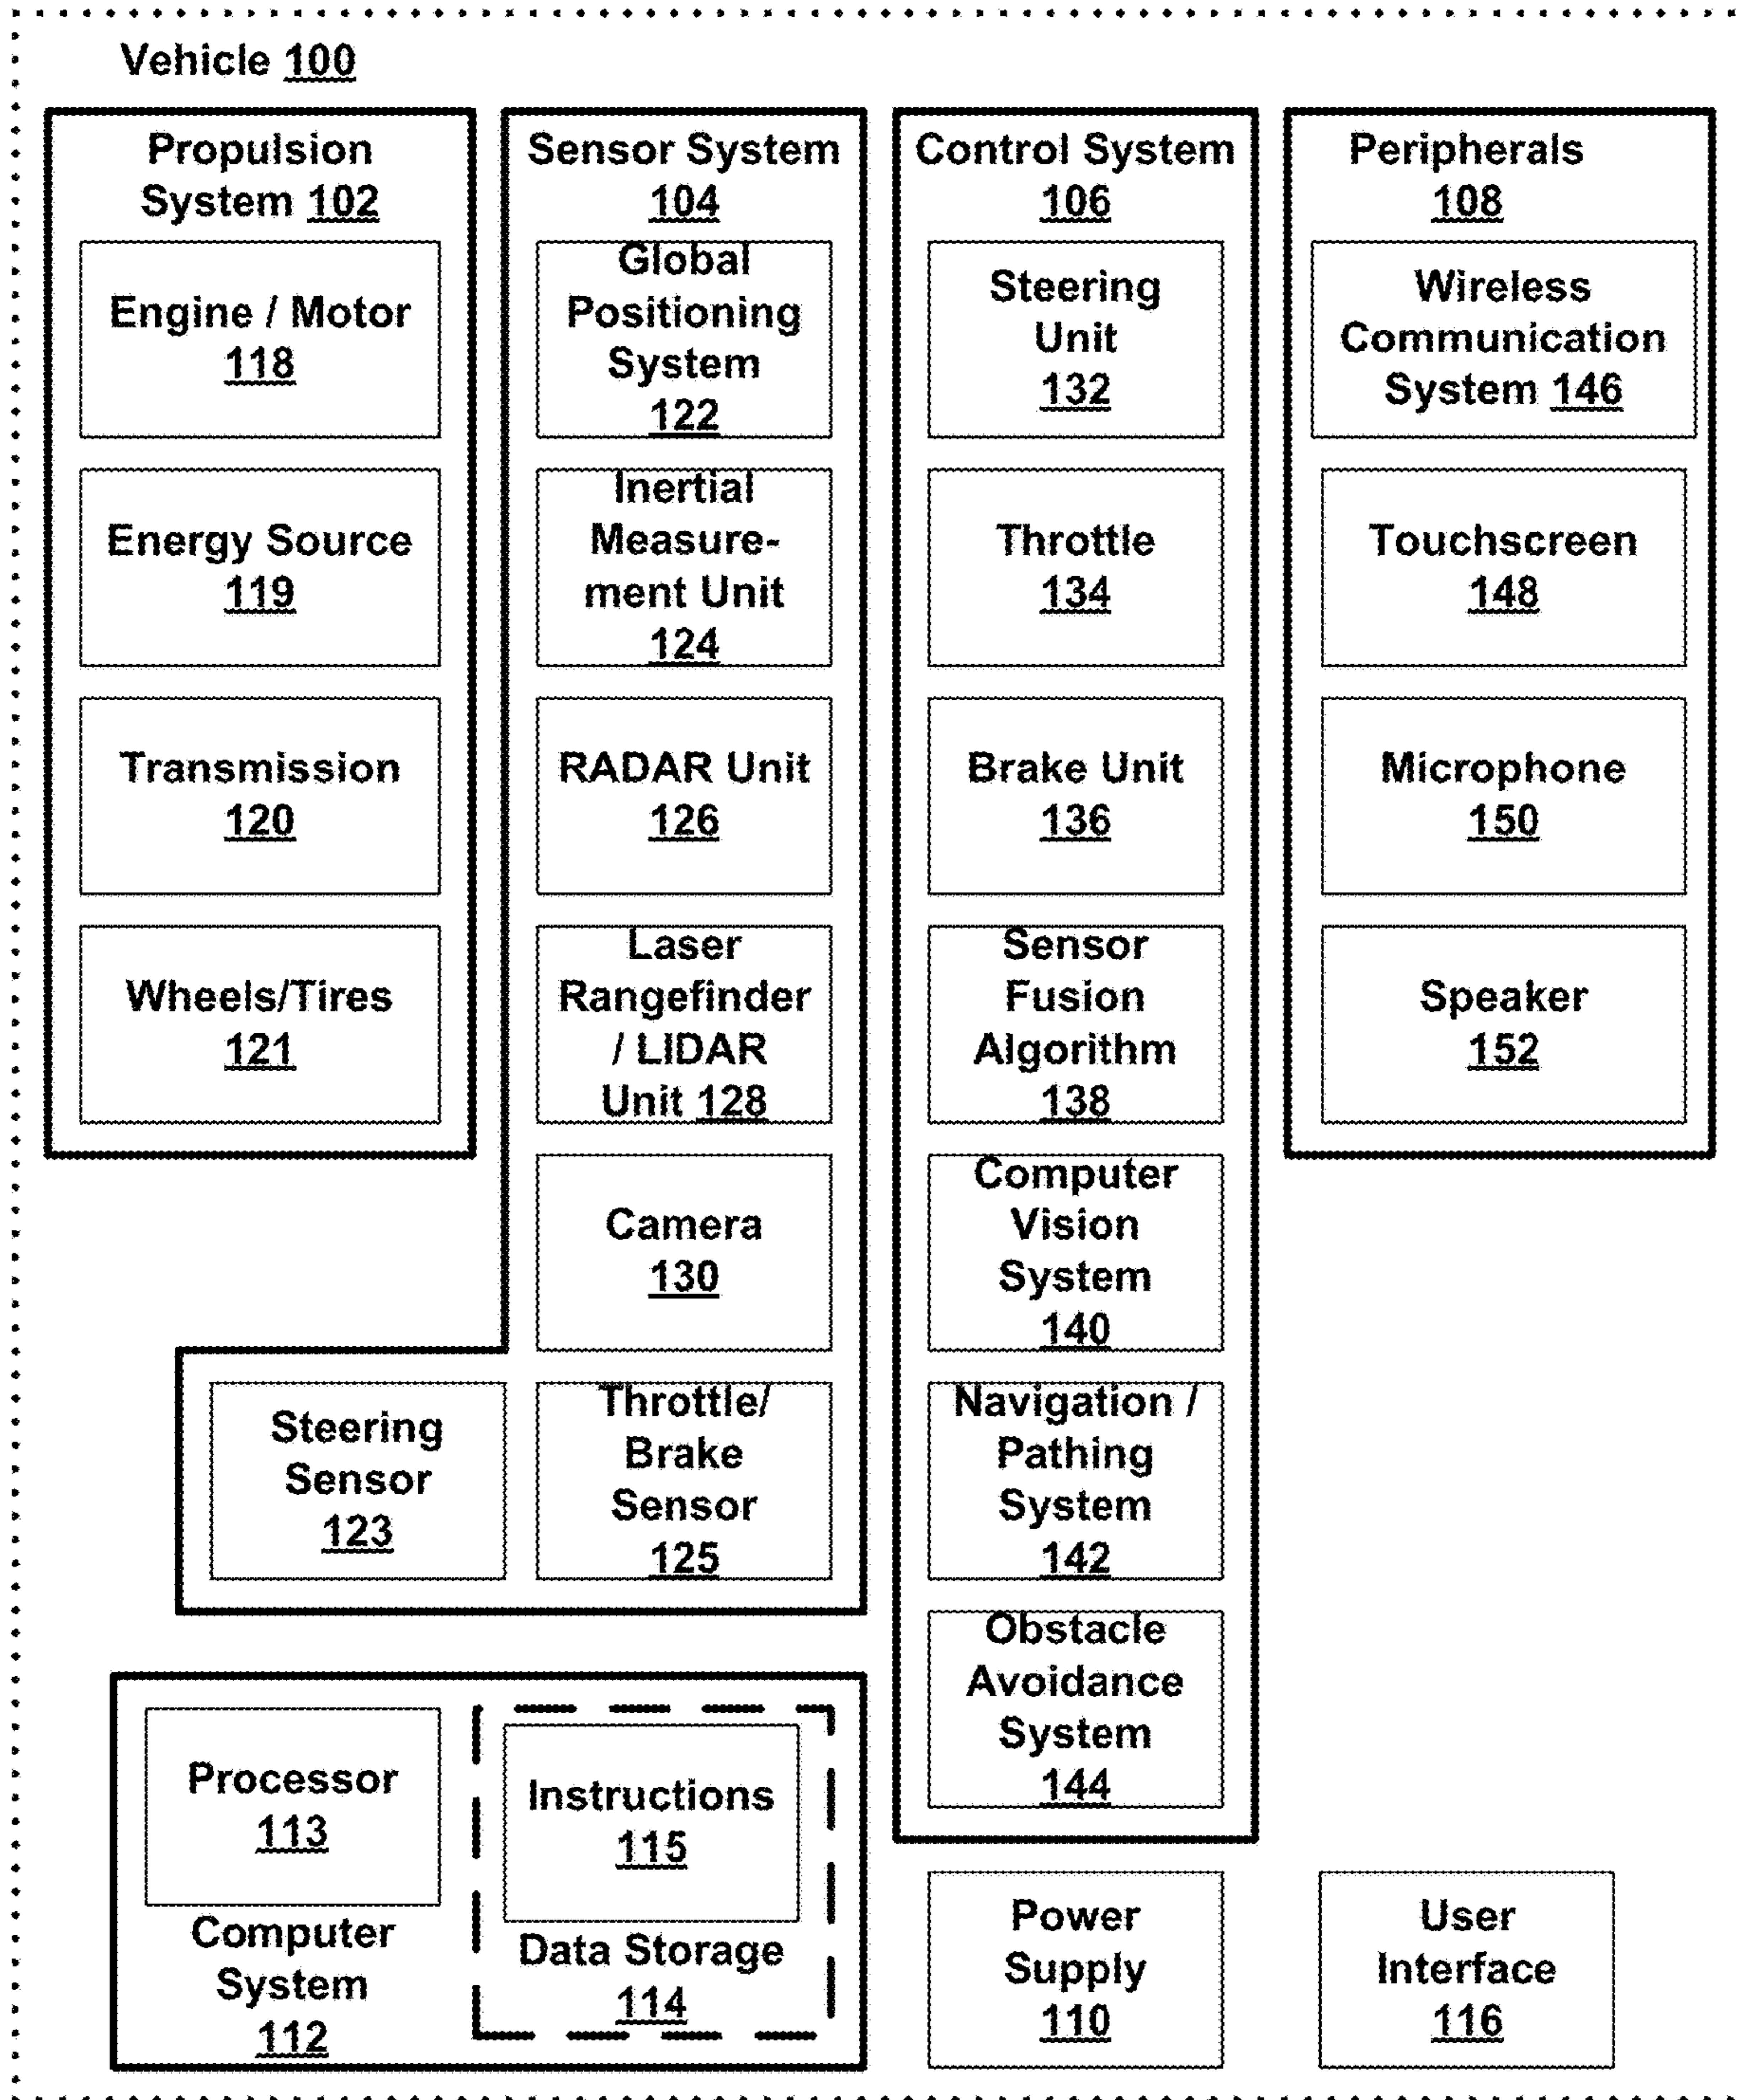 Vehicle 100
Propulsion
System 102
Engine / Motor
118
Energy Source
119
Transmission
120
Wheels/Tires
121
Sensor System
104
Global
Positioning
System
122
Inertial
Measure-
ment Unit
124
RADAR Unit
126
Laser
Rangefinder
/ LIDAR
Unit 128
Camera
130
Steering
Sensor
123
Throttle/
Brake
Sensor
125
Control System
106
Steering
Unit
132
Throttle
134
Brake Unit
136
Sensor
Fusion
Algorithm
138
Computer
Vision
System
140
Navigation /
Pathing
System
142
Obstacle
Avoidance
System
144
Peripherals
108
Wireless
Communication
System 146
Touchscreen
148
Microphone
150
Speaker
152
Processor
113
Computer
System
112
Instructions
115
Data Storage
114
Power
Supply
110
User
Interface
116